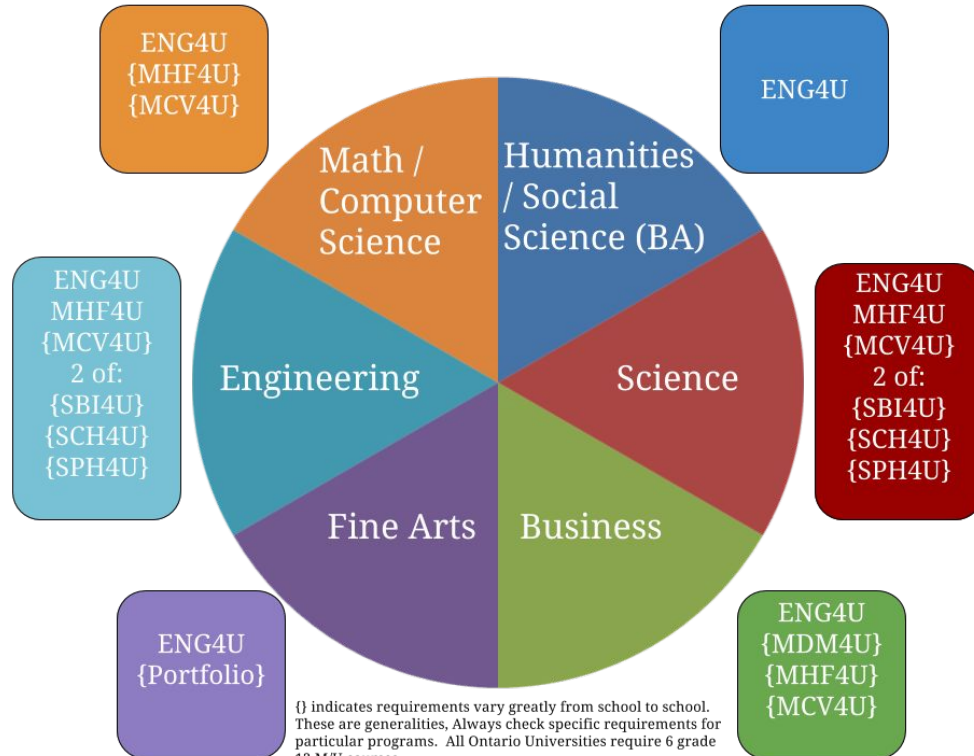 ENG4U
{MHF4U}
{MCV4U}
ENG4U
Math /
Computer
Science
Humanities
/ Social
Science (BA)
ENG4U
MHF4U
{MCV4U}
2 of:
{SBI4U}
{SCH4U}
{SPH4U}
Engineering
Science
ENG4U
MHF4U
{MCV4U}
2 of:
{SBI4U}
{SCH4U}
{SPH4U}
Fine Arts
Business
ENG4U
{Portfolio}
ENG4U
{MDM4U}
{MHF4U}
{MCV4U}
{} indicates requirements vary greatly from school to school.
These are generalities, Always check specific requirements for
particular programs. All Ontario Universities require 6 grade